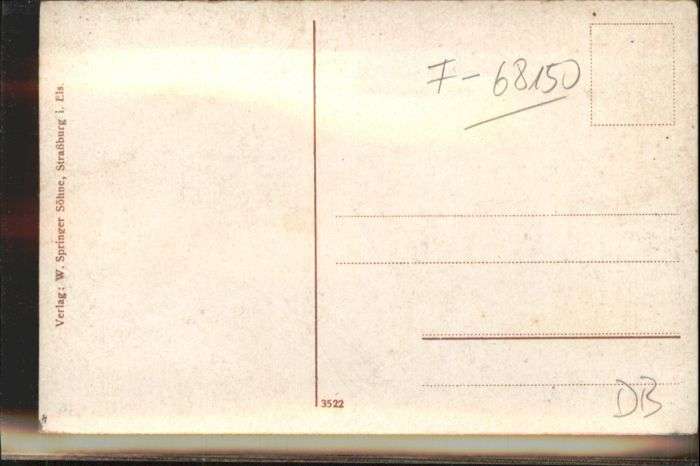 Verlag: W. Springer Söhne, Straßburg i. Els.
F-68150
3522
DB